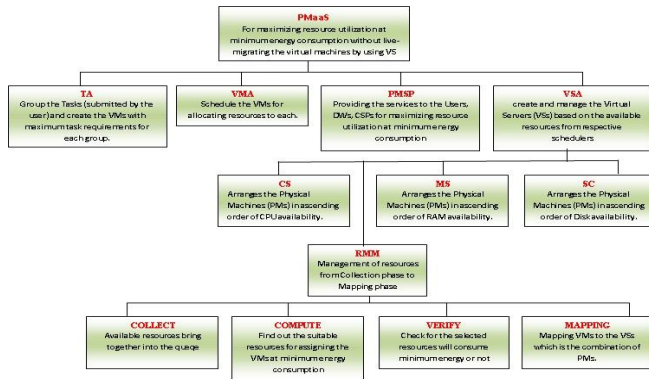 PMaaS
For maximizing resource utilization at
minimum energy consumption without live-
migrating the virtual machines by using VS
TA
Group the Tasks (submitted by the
user) and create the VMs with
maximum task requirements for
each group.
VMA
Schedule the VMs for
allocating resources to each.
PMSP
Providing the services to the Users,
DWs, CSPs for maximizing resource
utilization at minimum energy
consumption
VSA
create and manage the Virtual
Servers (VSs) based on the available
resources from respective
schedulers
CS
Arranges the Physical
Machines (PMs) in ascending
order of CPU availability.
MS
Arranges the Physical
Machines (PMs) in ascending
order of RAM availability.
SC
Arranges the Physical
Machines (PMs) in ascending
order of Disk availability.
RMM
Management of resources
from Collection phase to
Mapping phase
COLLECT
Available resources bring
together into the queue
COMPUTE
Find out the suitable
resources for assigning the
VMs at minimum energy
consumption
VERIFY
Check for the selected
resources will consume
minimum energy or not
MAPPING
Mapping VMs to the VSs
which is the combination of
PMs.